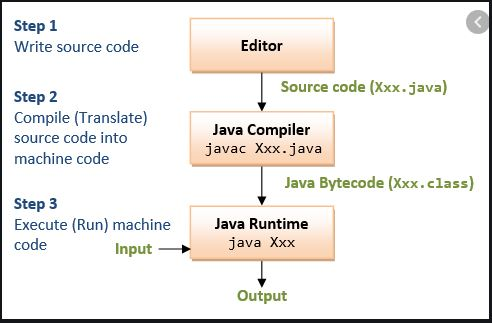 Step 1
Write source code
Editor
Source code (Xxx.java)
Step 2
Compile (Translate)
source code into
machine code
Java Compiler
javac Xxx.java
Java Bytecode (Xxx.class)
Step 3
Execute (Run) machine
code
Java Runtime
java Xxx
Input
Output